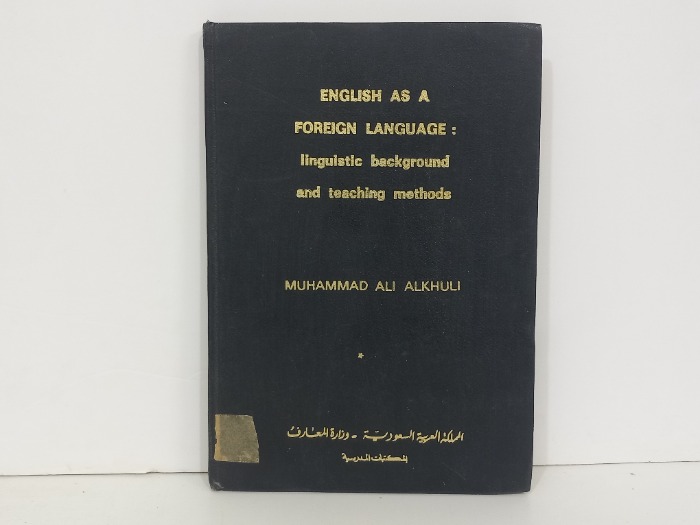 ENGLISH AS A
FOREIGN LANGUAGE :
linguistic background
and teaching methods
MUHAMMAD ALI ALKHULI
المملكة العربية السعودية - وزارة المعارف
المكتبات المدرسية